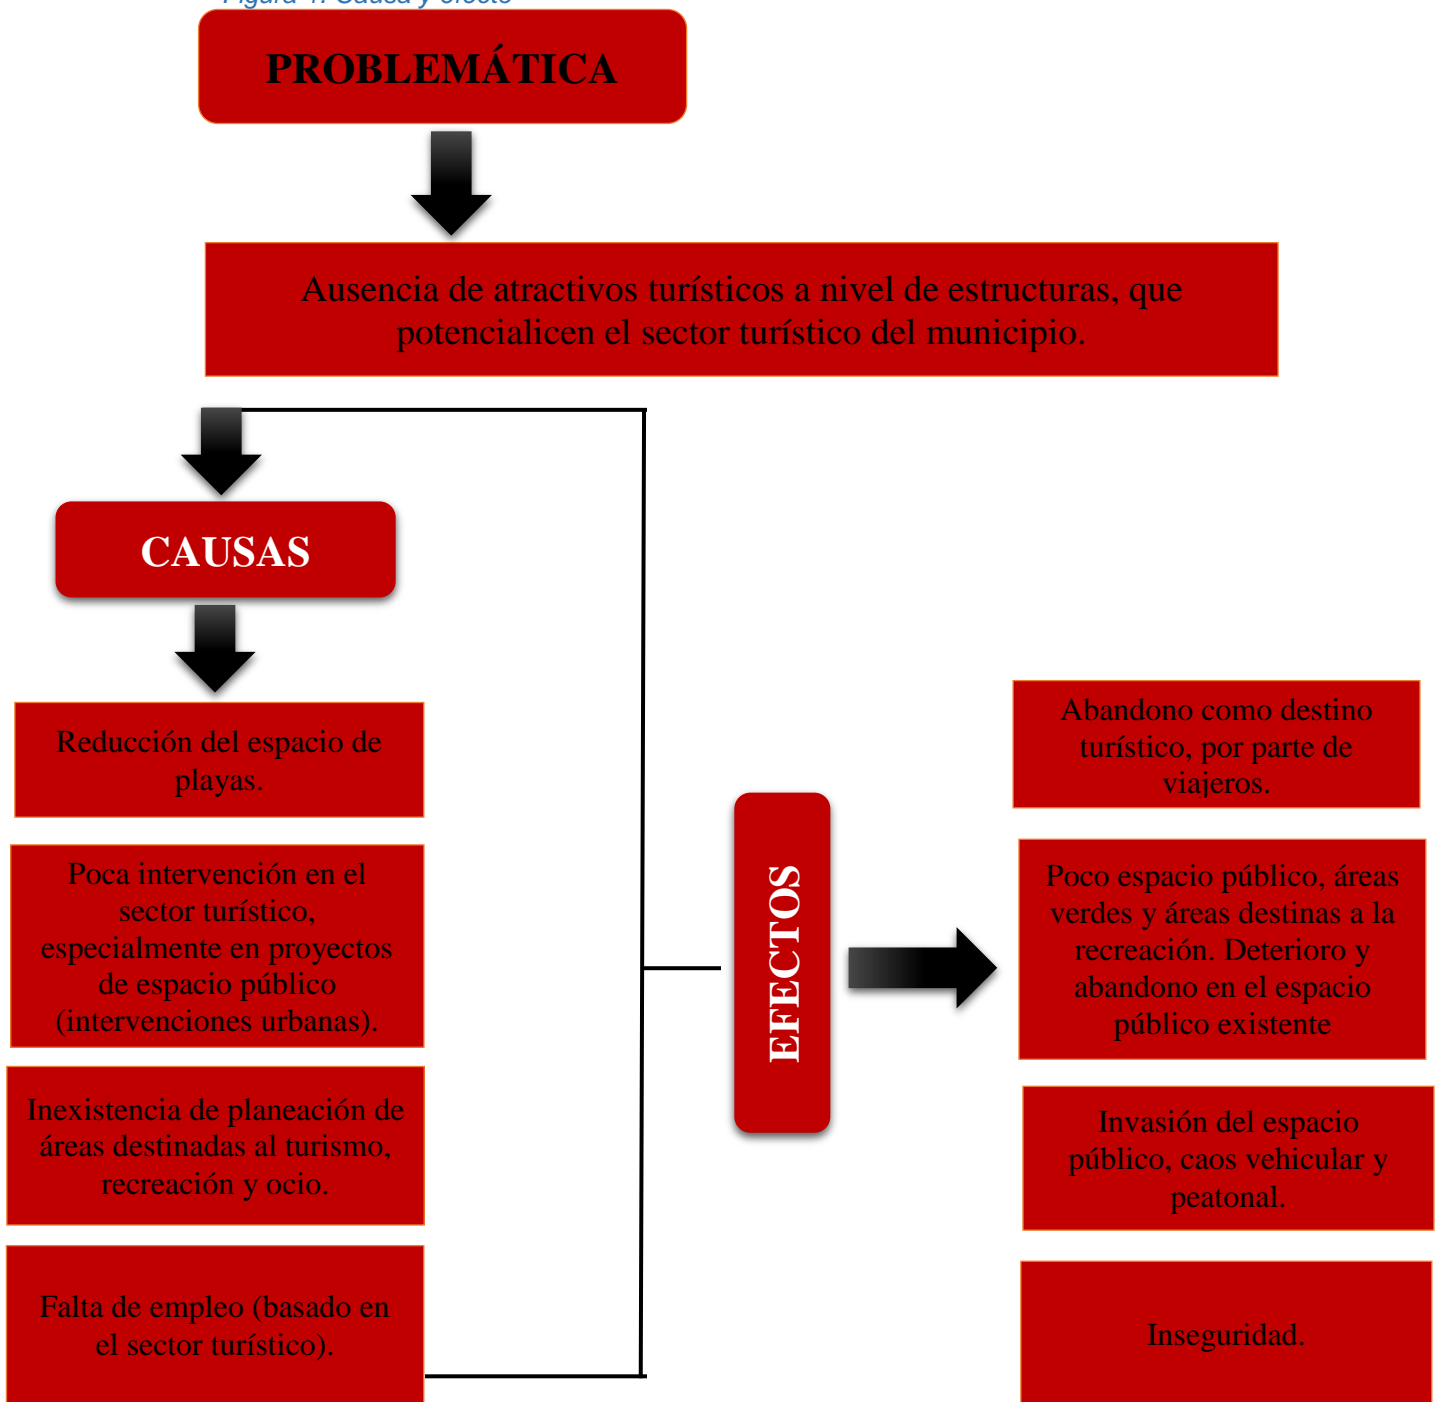 Causa y efecto
PROBLEMÁTICA
Ausencia de atractivos turísticos a nivel de estructuras, que
potencialicen el sector turístico del municipio.
CAUSAS
Reducción del espacio de
playas.
Poca intervención en el
sector turístico,
especialmente en proyectos
de espacio público
(intervenciones urbanas).
Inexistencia de planeación de
áreas destinadas al turismo,
recreación y ocio.
Falta de empleo (basado en
el sector turístico).
EFECTOS
Abandono como destino
turístico, por parte de
viajeros.
Poco espacio público, áreas
verdes y áreas destinas a la
recreación. Deterioro y
abandono en el espacio
público existente
Invasión del espacio
público, caos vehicular y
peatonal.
Inseguridad.